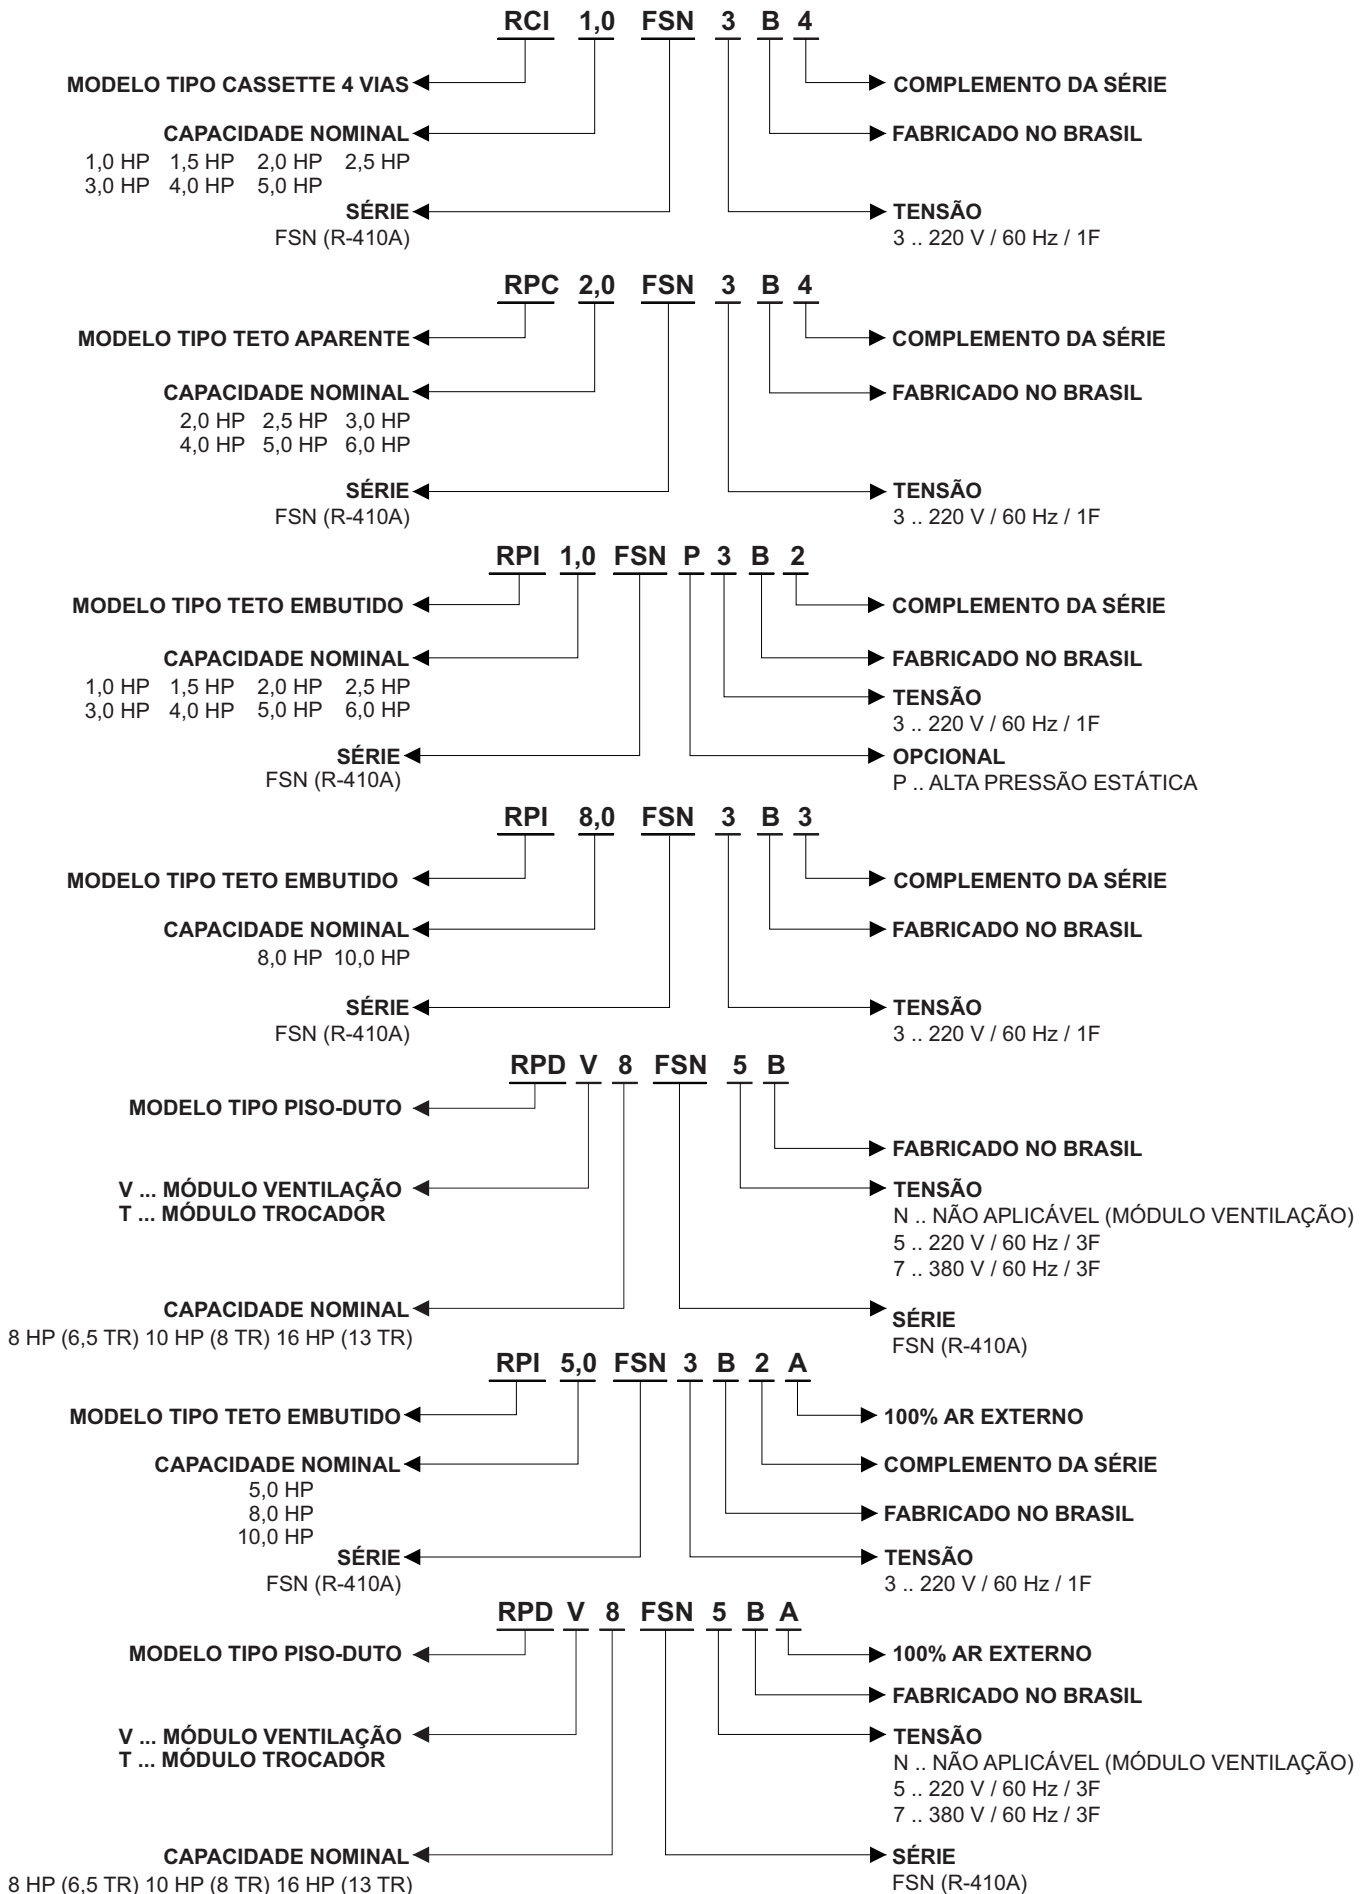 RCI 1,0 FSN 3 B 4
MODELO TIPO CASSETTE 4 VIAS
COMPLEMENTO DA SÉRIE
CAPACIDADE NOMINAL
FABRICADO NO BRASIL
1,0 HP 1,5 HP 2,0 HP 2,5 HP
3,0 HP 4,0 HP 5,0 HP
SÉRIE
TENSÃO
FSN (R-410A)
3 .. 220 V / 60 Hz / 1F
RPC 2,0 FSN 3 B 4
MODELO TIPO TETO APARENTE
COMPLEMENTO DA SÉRIE
CAPACIDADE NOMINAL
FABRICADO NO BRASIL
2,0 HP 2,5 HP 3,0 HP
4,0 HP 5,0 HP 6,0 HP
SÉRIE
TENSÃO
FSN (R-410A)
3 .. 220 V / 60 Hz / 1F
RPI 1,0 FSN P 3 B 2
MODELO TIPO TETO EMBUTIDO
COMPLEMENTO DA SÉRIE
CAPACIDADE NOMINAL
FABRICADO NO BRASIL
1,0 HP 1,5 HP 2,0 HP 2,5 HP
3,0 HP 4,0 HP 5,0 HP 6,0 HP
TENSÃO
3 .. 220 V / 60 Hz / 1F
SÉRIE
OPCIONAL
FSN (R-410A)
P .. ALTA PRESSÃO ESTÁTICA
RPI 8,0 FSN 3 B 3
MODELO TIPO TETO EMBUTIDO
COMPLEMENTO DA SÉRIE
CAPACIDADE NOMINAL
FABRICADO NO BRASIL
8,0 HP 10,0 HP
SÉRIE
TENSÃO
FSN (R-410A)
3 .. 220 V / 60 Hz / 1F
RPD V 8 FSN 5 B
MODELO TIPO PISO-DUTO
FABRICADO NO BRASIL
V ... MÓDULO VENTILAÇÃO
T ... MÓDULO TROCADOR
TENSÃO
N .. NÃO APLICÁVEL (MÓDULO VENTILAÇÃO)
5 .. 220 V / 60 Hz / 3F
7 .. 380 V / 60 Hz / 3F
CAPACIDADE NOMINAL
8 HP (6,5 TR) 10 HP (8 TR) 16 HP (13 TR)
SÉRIE
FSN (R-410A)
RPI 5,0 FSN 3 B 2 A
MODELO TIPO TETO EMBUTIDO
100% AR EXTERNO
CAPACIDADE NOMINAL
COMPLEMENTO DA SÉRIE
5,0 HP
8,0 HP
10,0 HP
FABRICADO NO BRASIL
SÉRIE
TENSÃO
FSN (R-410A)
3 .. 220 V / 60 Hz / 1F
RPD V 8 FSN 5 B A
MODELO TIPO PISO-DUTO
100% AR EXTERNO
FABRICADO NO BRASIL
V ... MÓDULO VENTILAÇÃO
T ... MÓDULO TROCADOR
TENSÃO
N .. NÃO APLICÁVEL (MÓDULO VENTILAÇÃO)
5 .. 220 V / 60 Hz / 3F
7 .. 380 V / 60 Hz / 3F
CAPACIDADE NOMINAL
8 HP (6,5 TR) 10 HP (8 TR) 16 HP (13 TR)
SÉRIE
FSN (R-410A)